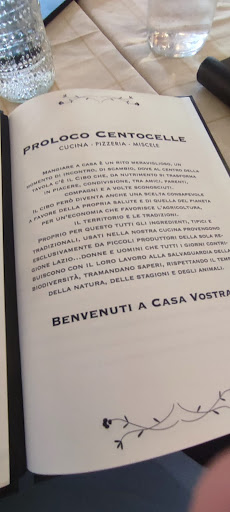 ProLoco Centocelle
Cucina - Pizzeria - Miscele
Mangiare a casa è un rito meraviglioso, un
momento di incontro, di scambio, dove al centro della
tavola c'è il cibo che, da nutrimento si trasforma
in piacere, condivisione, tra amici, parenti,
compagni e a volte sconosciuti.
Il cibo però diventa anche una scelta consapevole
a favore della propria salute e di quella del pianeta
per un'economia che favorisce l'agricoltura,
il territorio e le tradizioni.
Proprio per questo tutti gli ingredienti, tipici e
tradizionali, usati nella nostra cucina provengono
esclusivamente da piccoli produttori della sola re-
gione Lazio...donne e uomini che tutti i giorni contri-
buiscono con il loro lavoro alla salvaguardia della
biodiversità, tramandano saperi, rispettando il tem
della natura, delle stagioni e degli animali.
Benvenuti a Casa Vostra